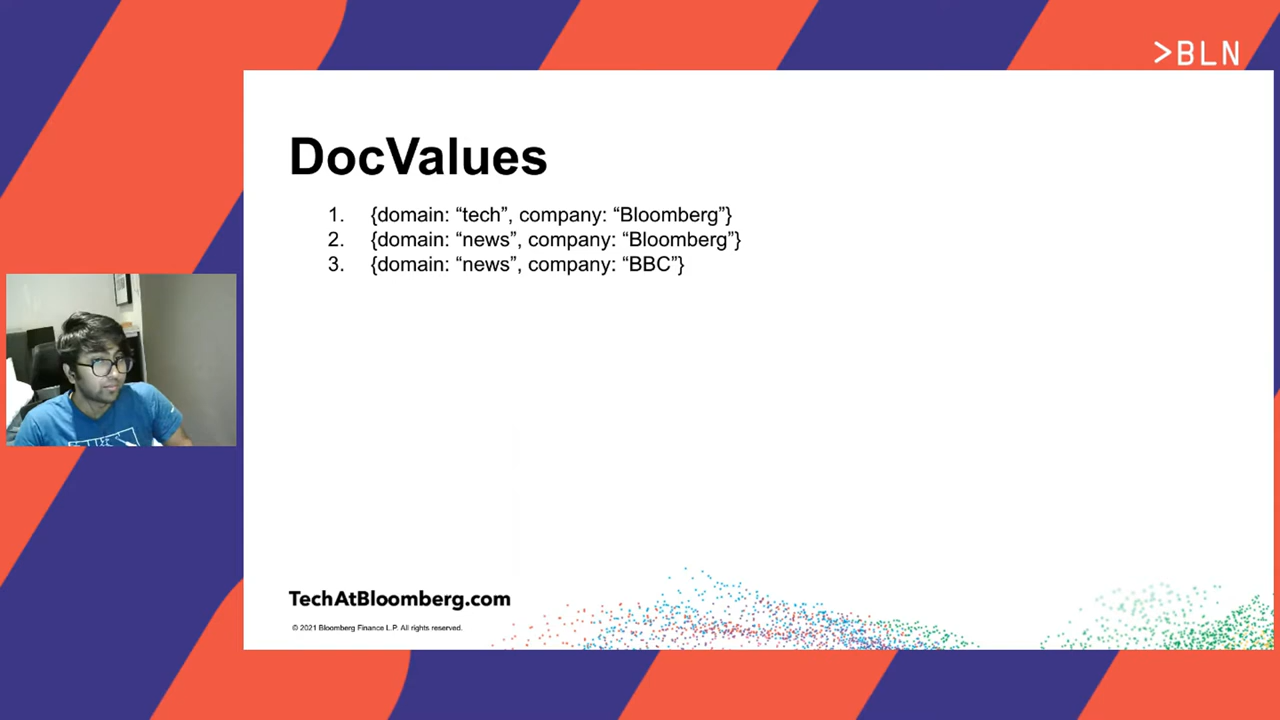 >BLN
DocValues
1. {domain: “tech”, company: “Bloomberg”}
2. {domain: “news”, company: “Bloomberg”}
3. {domain: “news”, company: “BBC”}
TechAtBloomberg.com
© 2021 Bloomberg Finance L.P. All rights reserved.